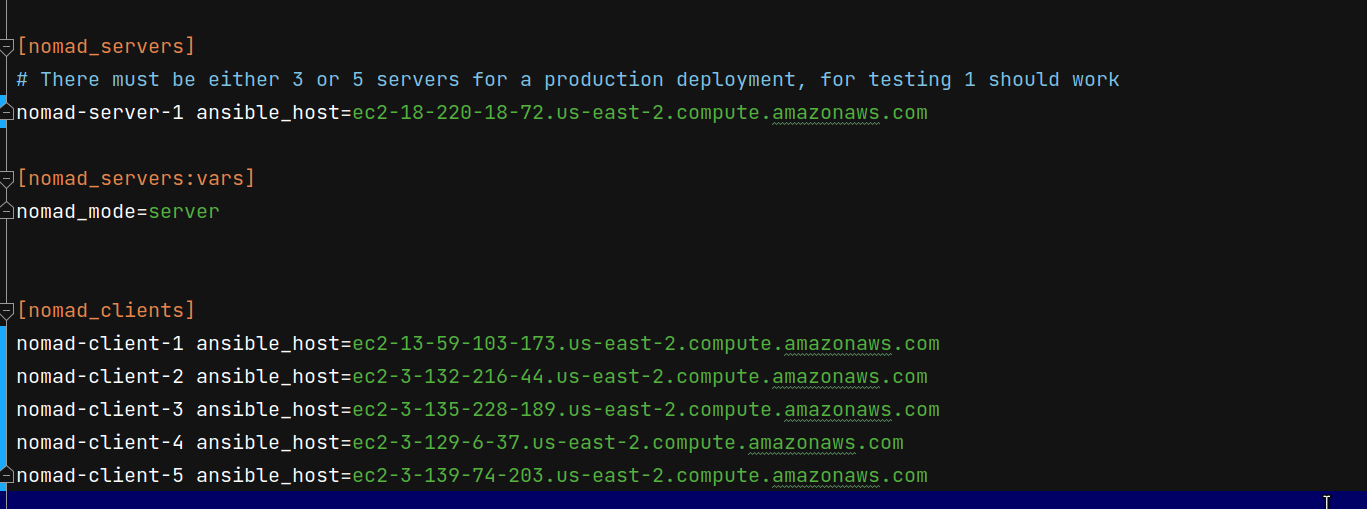 [nomad_servers]
# There must be either 3 or 5 servers for a production deployment, for testing 1 should work
nomad-server-1 ansible_host=ec2-18-220-18-72.us-east-2.compute.amazonaws.com
[nomad_servers:vars]
nomad_mode=server
[nomad_clients]
nomad-client-1 ansible_host=ec2-13-59-103-173.us-east-2.compute.amazonaws.com
nomad-client-2 ansible_host=ec2-3-132-216-44.us-east-2.compute.amazonaws.com
nomad-client-3 ansible_host=ec2-3-135-228-189.us-east-2.compute.amazonaws.com
nomad-client-4 ansible_host=ec2-3-129-6-37.us-east-2.compute.amazonaws.com
nomad-client-5 ansible_host=ec2-3-139-74-203.us-east-2.compute.amazonaws.com